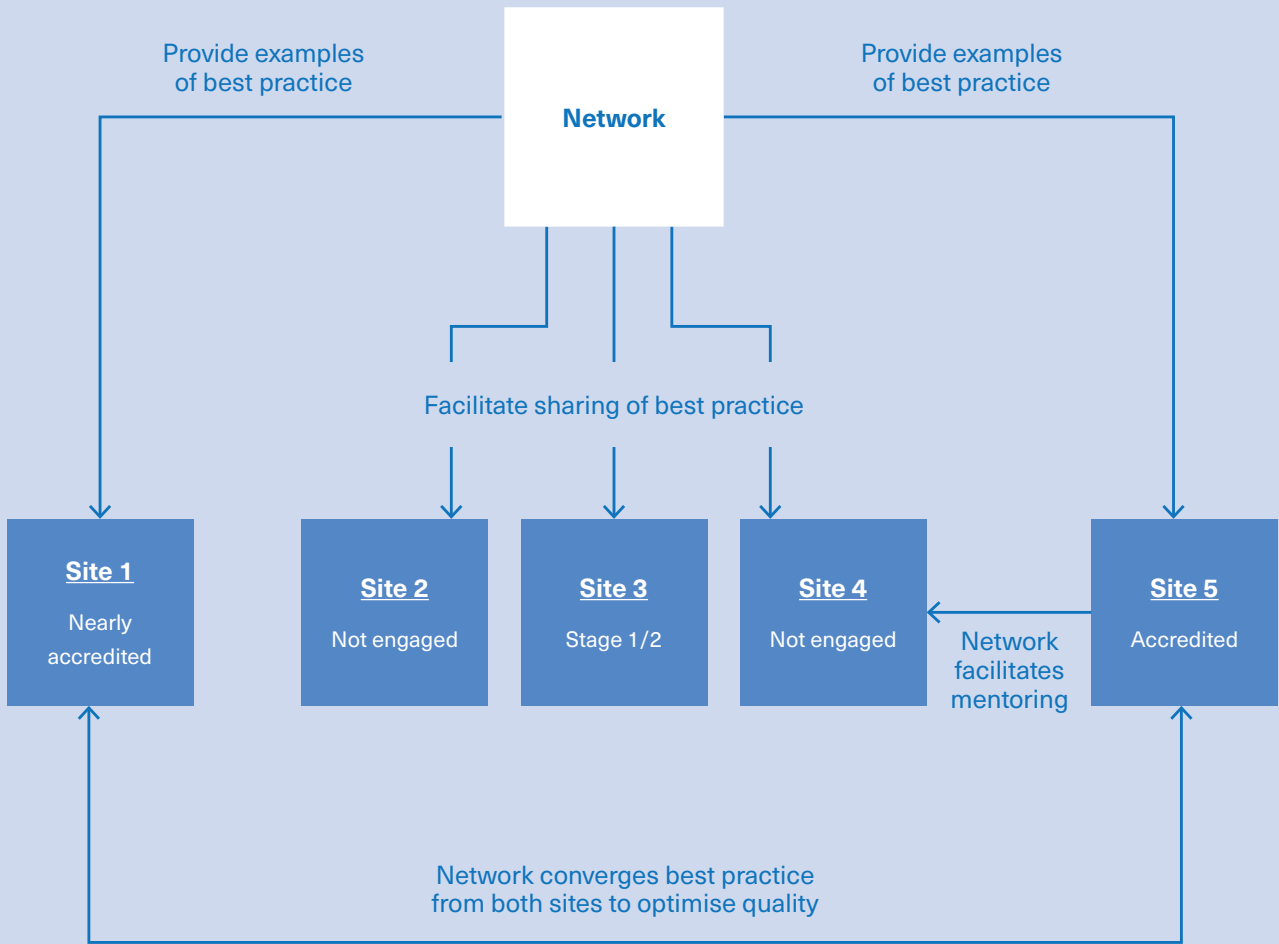 Provide examples
of best practice
Network
Provide examples
of best practice
Facilitate sharing of best practice
Site 1
Nearly
accredited
Site 2
Not engaged
Site 3
Stage 1/2
Site 4
Not engaged
Network
facilitates
mentoring
Site 5
Accredited
Network converges best practice
from both sites to optimise quality